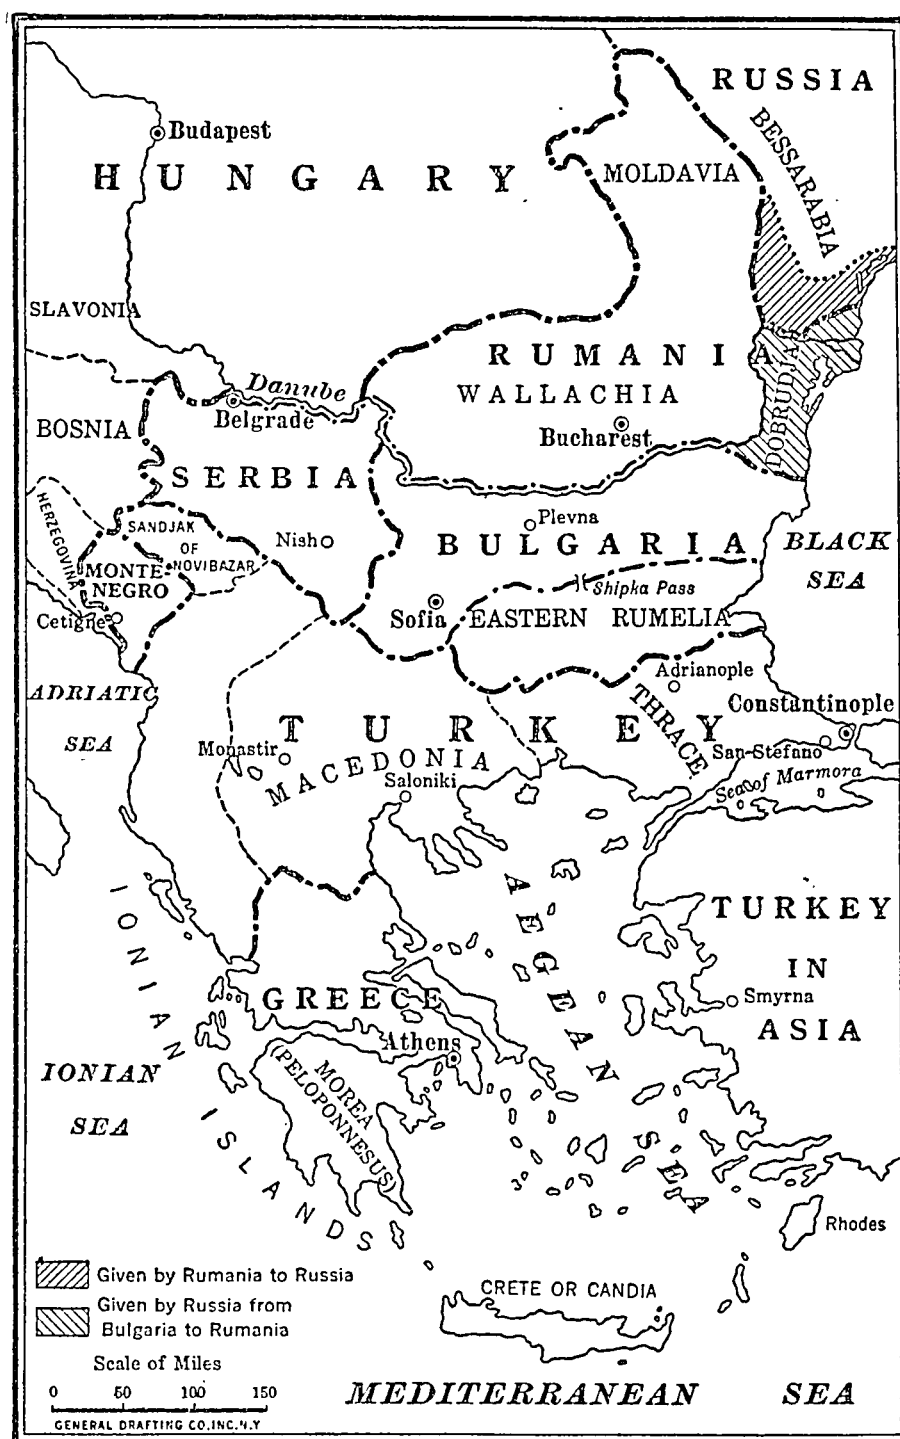 RUSSIA
BESSARABIA
Budapest
HUNGARY
MOLDAVIA
SLAVONIA
RUMANIA
WALLACHIA
Danube
Belgrade
BOSNIA
Bucharest
DOBRUDJA
SERBIA
HERZEGOVINA
SANDJAK
OF
NOVIBAZAR
Nish
Plevna
BULGARIA
BLACK
SEA
MONTE-
NEGRO
Cetigne
Shipka Pass
Sofia
EASTERN RUMELIA
Adrianople
ADRIATIC
SEA
THRACE
Constantinople
TURKEY
Monastir
San-Stefano
MACEDONIA
Saloniki
Sea of Marmora
IONIAN ISLANDS
AEGEAN SEA
TURKEY
IN
ASIA
GREECE
Smyrna
Athens
IONIAN
SEA
MOREA
(PELOPONNESUS)
Rhodes
Given by Rumania to Russia
Given by Russia from
Bulgaria to Rumania
CRETE OR CANDIA
Scale of Miles
0 50 100 150
MEDITERRANEAN SEA
GENERAL DRAFTING CO.INC.N.Y